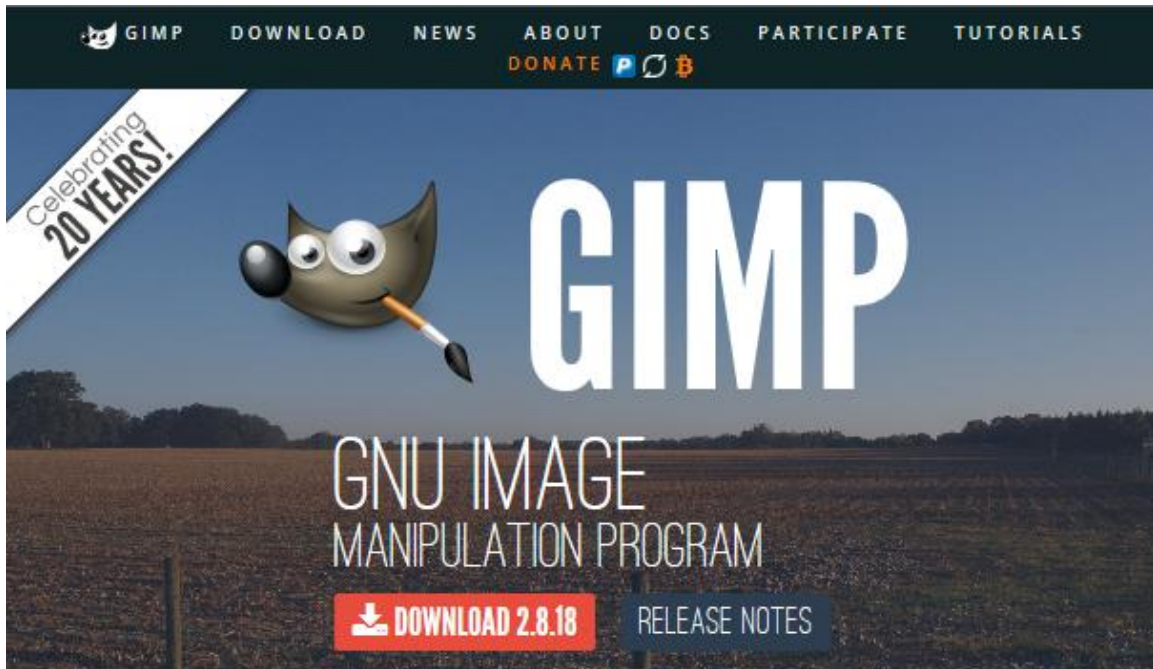 GIMP DOWNLOAD NEWS ABOUT DOCS PARTICIPATE TUTORIALS
DONATE
Celebrating
20 YEARS!
GIMP
GNU IMAGE
MANIPULATION PROGRAM
DOWNLOAD 2.8.18 RELEASE NOTES